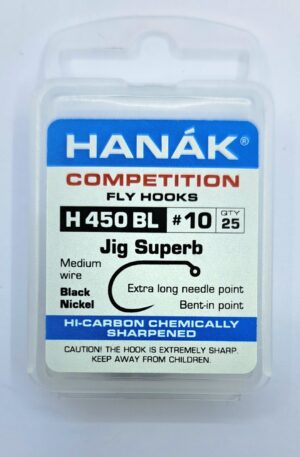 HANÁK®
COMPETITION
FLY HOOKS
H 450 BL #10 QTY 25
Jig Superb
Medium wire
Black Nickel
Extra long needle point
Bent-in point
HI-CARBON CHEMICALLY
SHARPENED
CAUTION! THE HOOK IS EXTREMELY SHARP.
KEEP AWAY FROM CHILDREN.